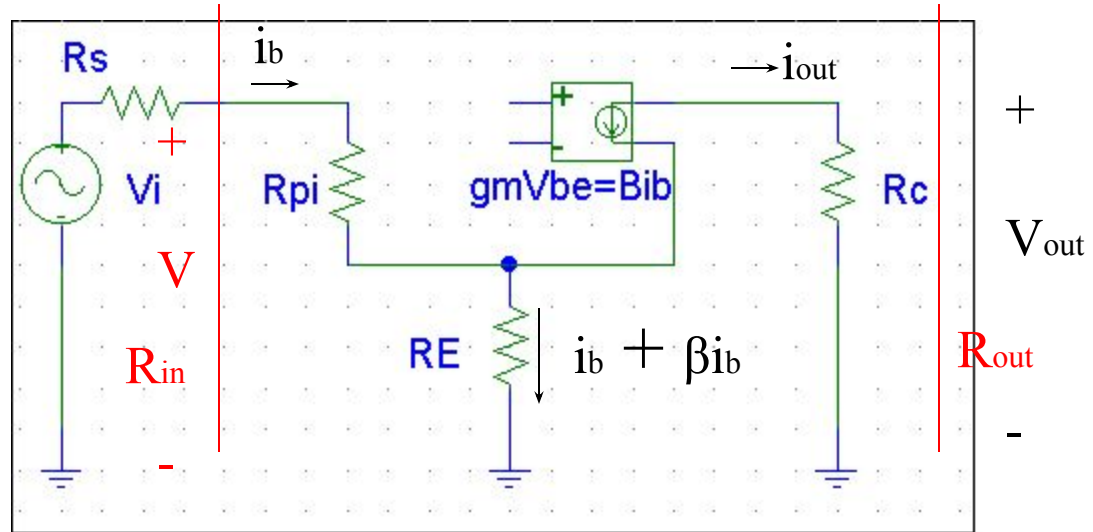 Rs
ib
iout
+
+
-
+
Vi
Rpi
gmVbe=Bib
Rc
V
Vout
Rin
RE
ib + βib
Rout
-
-
-